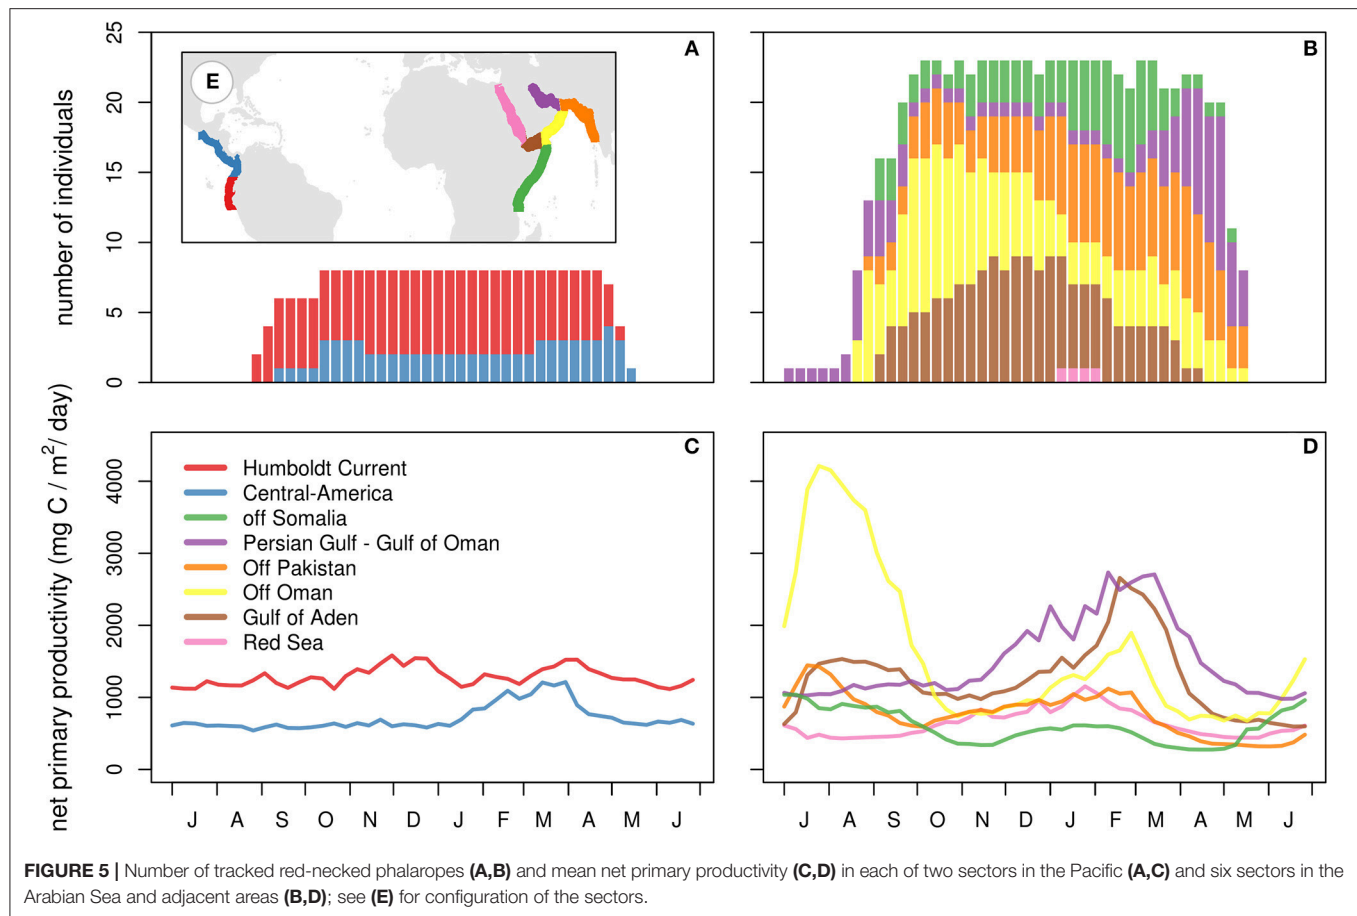 A
B
E
number of individuals
25
20
15
10
5
0
C
D
net primary productivity (mg C / m²/ day)
4000
3000
2000
1000
0
Humboldt Current
Central-America
off Somalia
Persian Gulf - Gulf of Oman
Off Pakistan
Off Oman
Gulf of Aden
Red Sea
J A S O N D J F M A M J
J A S O N D J F M A M J
FIGURE 5 | Number of tracked red-necked phalaropes (A,B) and mean net primary productivity (C,D) in each of two sectors in the Pacific (A,C) and six sectors in the
Arabian Sea and adjacent areas (B,D); see (E) for configuration of the sectors.